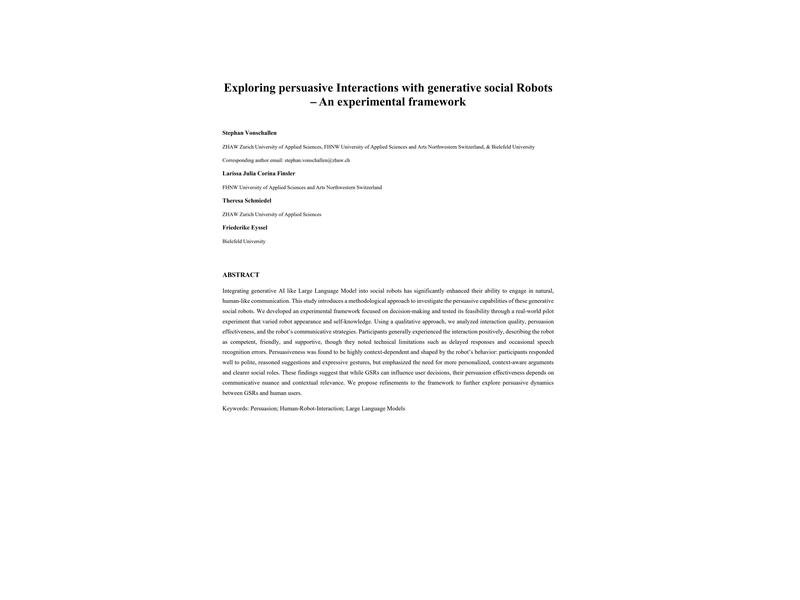 Exploring persuasive Interactions with generative social Robots
– An experimental framework
Stephan Vonschallen
ZHAW Zurich University of Applied Sciences, FHNW University of Applied Sciences and Arts Northwestern Switzerland, & Bielefeld University
Corresponding author email: stephan.vonschallen@zhaw.ch
Larissa Julia Corina Finsler
FHNW University of Applied Sciences and Arts Northwestern Switzerland
Theresa Schmiedel
ZHAW Zurich University of Applied Sciences
Friederike Eyssel
Bielefeld University
ABSTRACT
Integrating generative AI like Large Language Model into social robots has significantly enhanced their ability to engage in natural,
human-like communication. This study introduces a methodological approach to investigate the persuasive capabilities of these generative
social robots. We developed an experimental framework focused on decision-making and tested its feasibility through a real-world pilot
experiment that varied robot appearance and self-knowledge. Using a qualitative approach, we analyzed interaction quality, persuasion
effectiveness, and the robot's communicative strategies. Participants generally experienced the interaction positively, describing the robot
as competent, friendly, and supportive, though they noted technical limitations such as delayed responses and occasional speech
recognition errors. Persuasiveness was found to be highly context-dependent and shaped by the robot's behavior: participants responded
well to polite, reasoned suggestions and expressive gestures, but emphasized the need for more personalized, context-aware arguments
and clearer social roles. These findings suggest that while GSRs can influence user decisions, their persuasion effectiveness depends on
communicative nuance and contextual relevance. We propose refinements to the framework to further explore persuasive dynamics
between GSRs and human users.
Keywords: Persuasion; Human-Robot-Interaction; Large Language Models